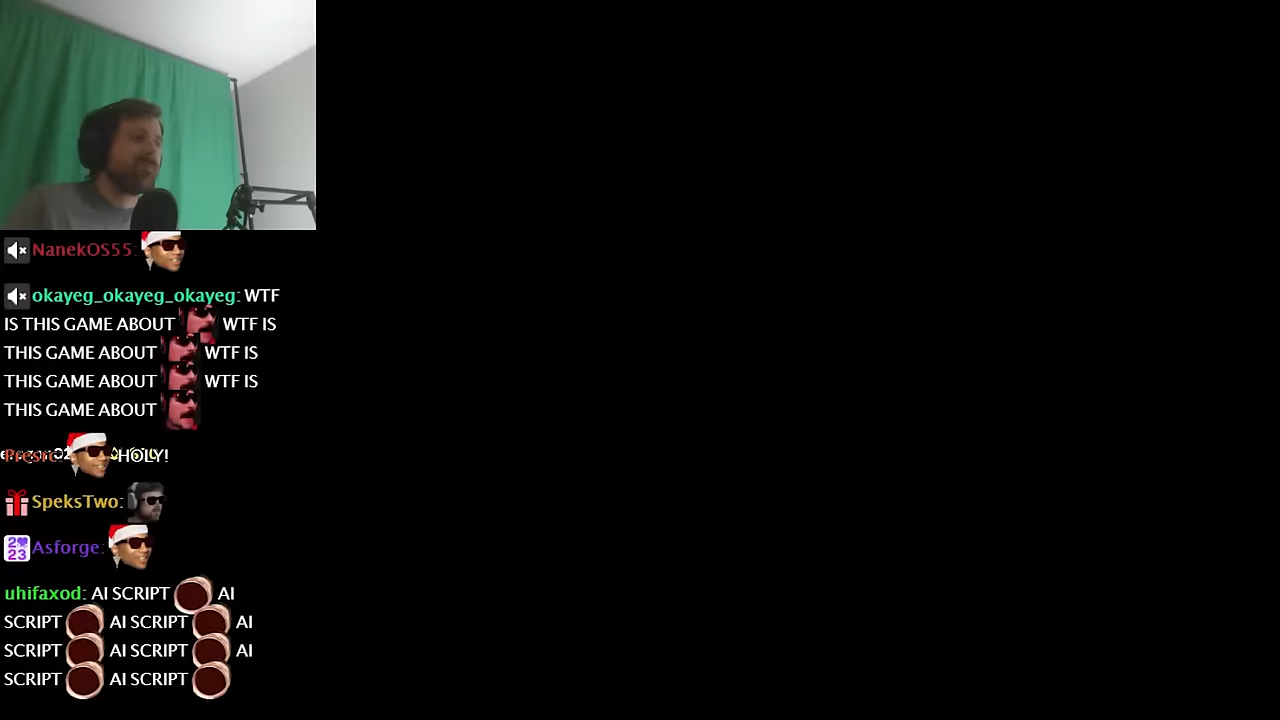 NanekOS55:
okayeg_okayeg_okayeg: WTF
IS THIS GAME ABOUT WTF IS
THIS GAME ABOUT WTF IS
THIS GAME ABOUT WTF IS
THIS GAME ABOUT
HOLY!
SpeksTwo:
2023 Asforge:
uhifaxod: AI SCRIPT AI
SCRIPT AI SCRIPT AI
SCRIPT AI SCRIPT AI
SCRIPT AI SCRIPT